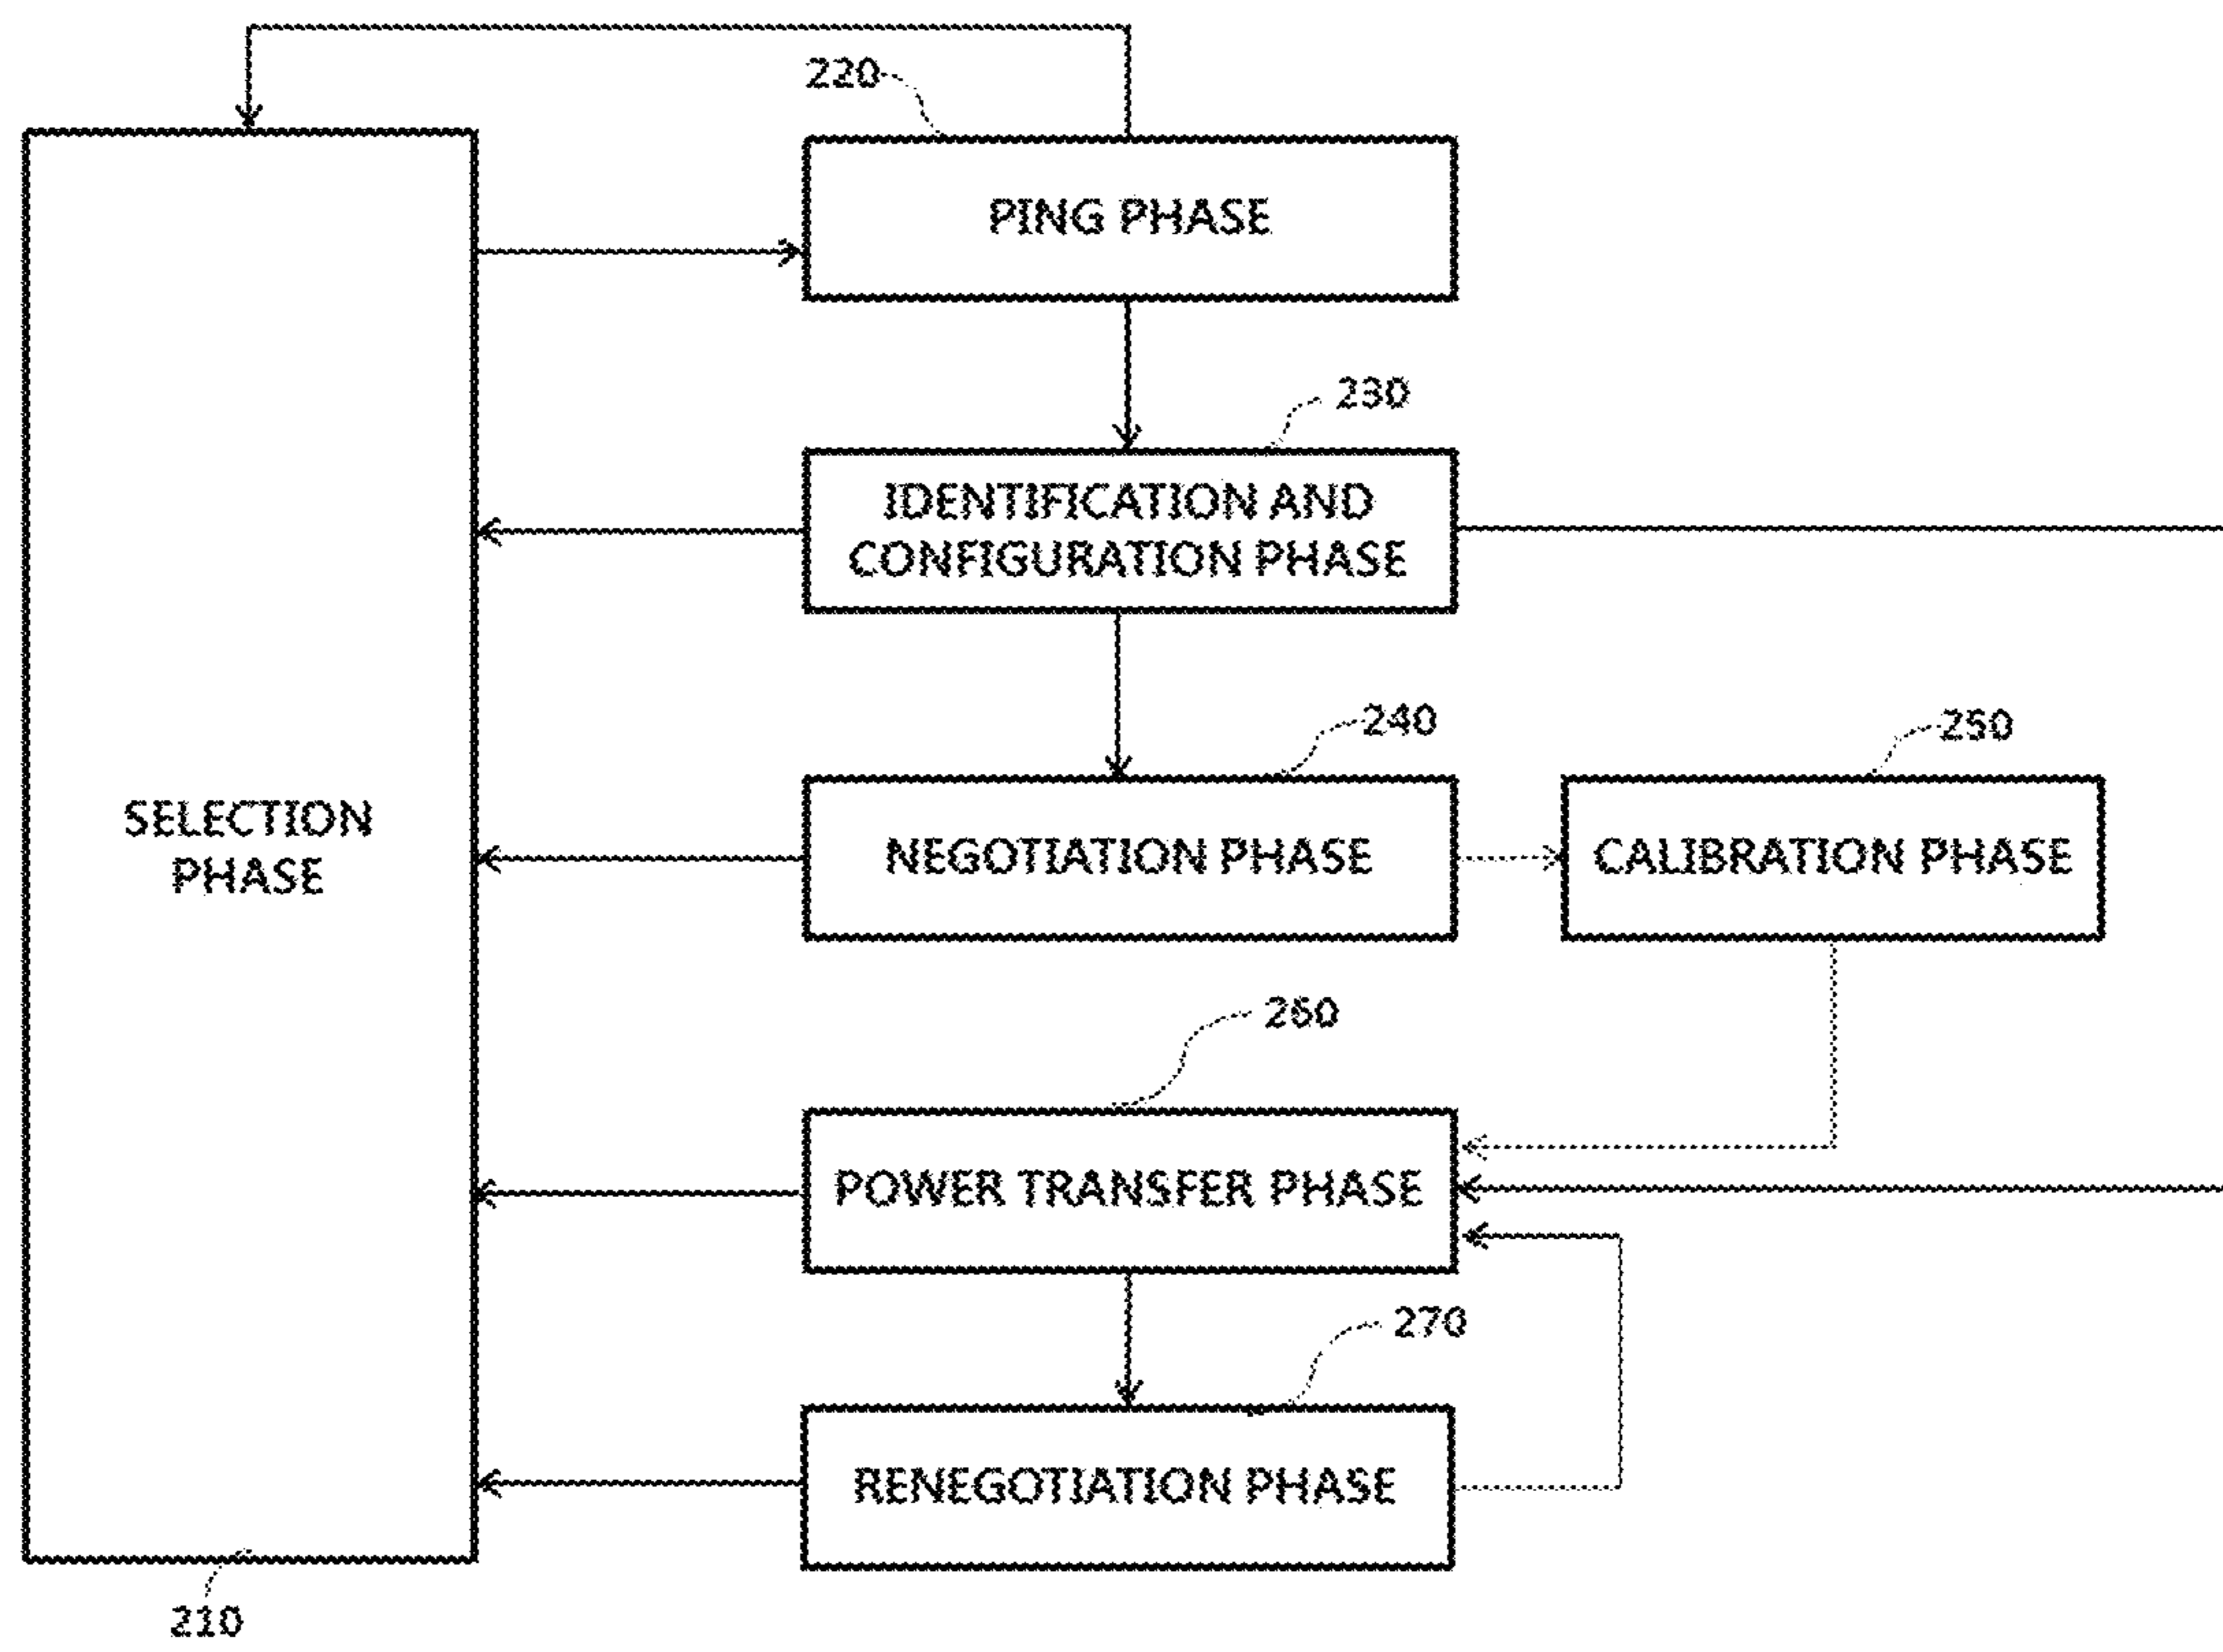 220
PING PHASE
230
IDENTIFICATION AND
CONFIGURATION PHASE
240
NEGOTIATION PHASE
250
CALIBRATION PHASE
SELECTION
PHASE
260
POWER TRANSFER PHASE
270
RENEGOTIATION PHASE
210